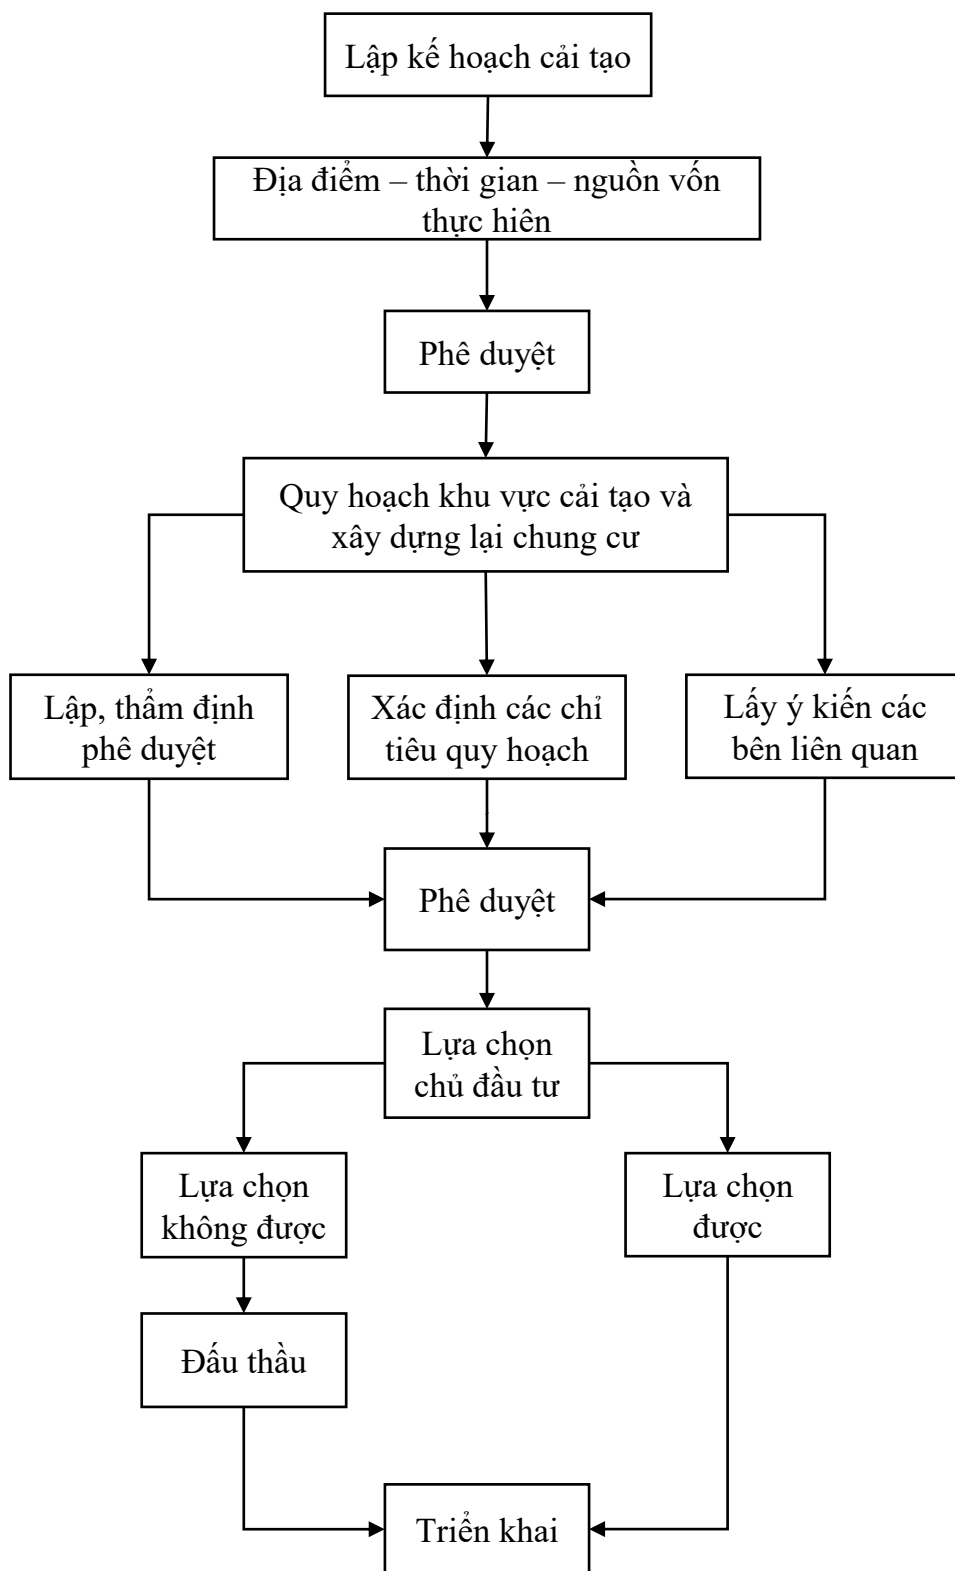 Lập kế hoạch cải tạo
Địa điểm – thời gian – nguồn vốn
thực hiên
Phê duyệt
Quy hoạch khu vực cải tạo và
xây dựng lại chung cư
Lập, thẩm định
phê duyệt
Xác định các chỉ
tiêu quy hoạch
Lấy ý kiến các
bên liên quan
Phê duyệt
Lựa chọn
chủ đầu tư
Lựa chọn
không được
Lựa chọn
được
Đấu thầu
Triển khai